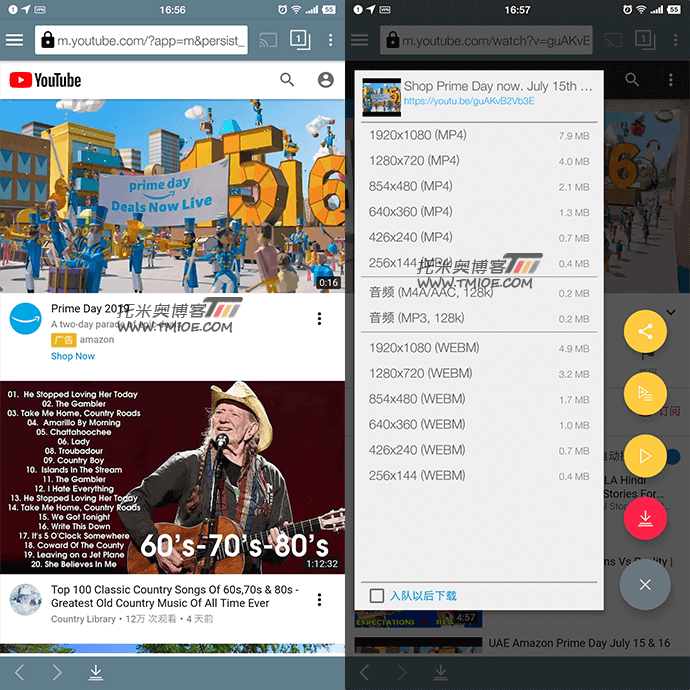 16:56
VPN
55
m.youtube.com/?app=m&persist_
1
YouTube
prime day
Deals Now Live
1516
0:16
Prime Day 2019
A two-day parade of epic deals
广告 amazon
Shop Now
托米奥博客
WWW.TMIOE.COM
01. He Stopped Loving Her Today
02. The Gambler
03. Take Me Home, Country Roads
04. Amarillo By Morning
05. Chattahoochee
06. Lady
08. Troubadour
09. Country Boy
10. Islands In The Stream
11. The Gambler
12. I Hate Everything
13. He Stopped Loving Her Today
14. Take Me Home, Country Roads
15. We Got Tonight
16. Write This Down
17. It's 5 O'Clock Somewhere
18. Coward Of The County
19. Leaving on a Jet Plane
20. She Believes In Me
60's-70's-80's
1:12:32
Top 100 Classic Country Songs Of 60s,70s & 80s -
Greatest Old Country Music Of All Time Ever
Country Library • 12万 次观看 • 4 天前
16:57
VPN
55
m.youtube.com/watch?v=guAKvE
1
Shop Prime Day now. July 15th ...
https://youtu.be/guAKvB2Vb3E
1920x1080 (MP4) 7.9 MB
1280x720 (MP4) 4.0 MB
854x480 (MP4) 2.1 MB
640x360 (MP4) 1.3 MB
426x240 (MP4) 0.7 MB
256x144 (MP4) 0.4 MB
托米奥博客
WWW.TMIOE.COM
音频 (M4A/AAC, 128k) 0.2 MB
音频 (MP3, 128k) 0.2 MB
1920x1080 (WEBM) 4.9 MB
1280x720 (WEBM) 3.2 MB
854x480 (WEBM) 1.7 MB
640x360 (WEBM) 1.0 MB
426x240 (WEBM) 0.7 MB
256x144 (WEBM) 0.4 MB
入队以后下载
6
订阅
LA Hindi
Stories For...
ns Vs Reality |
EXPECTATIONS
4:57
UAE Amazon Prime Day July 15 & 16